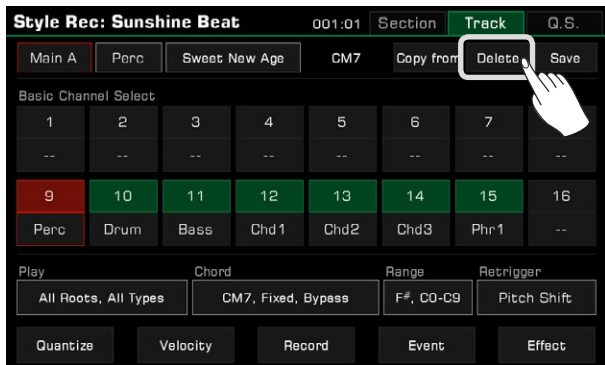 Style Rec: Sunshine Beat 001:01 Section Track Q.S.
Main A Perc Sweet New Age CM7 Copy from Delete Save
Basic Channel Select
1 2 3 4 5 6 7
-- -- -- -- -- -- -- --
9 10 11 12 13 14 15 16
Perc Drum Bass Chd1 Chd2 Chd3 Phr1 --
Play Chord Range Retrigger
All Roots, All Types CM7, Fixed, Bypass F#, C0-C9 Pitch Shift
Quantize Velocity Record Event Effect